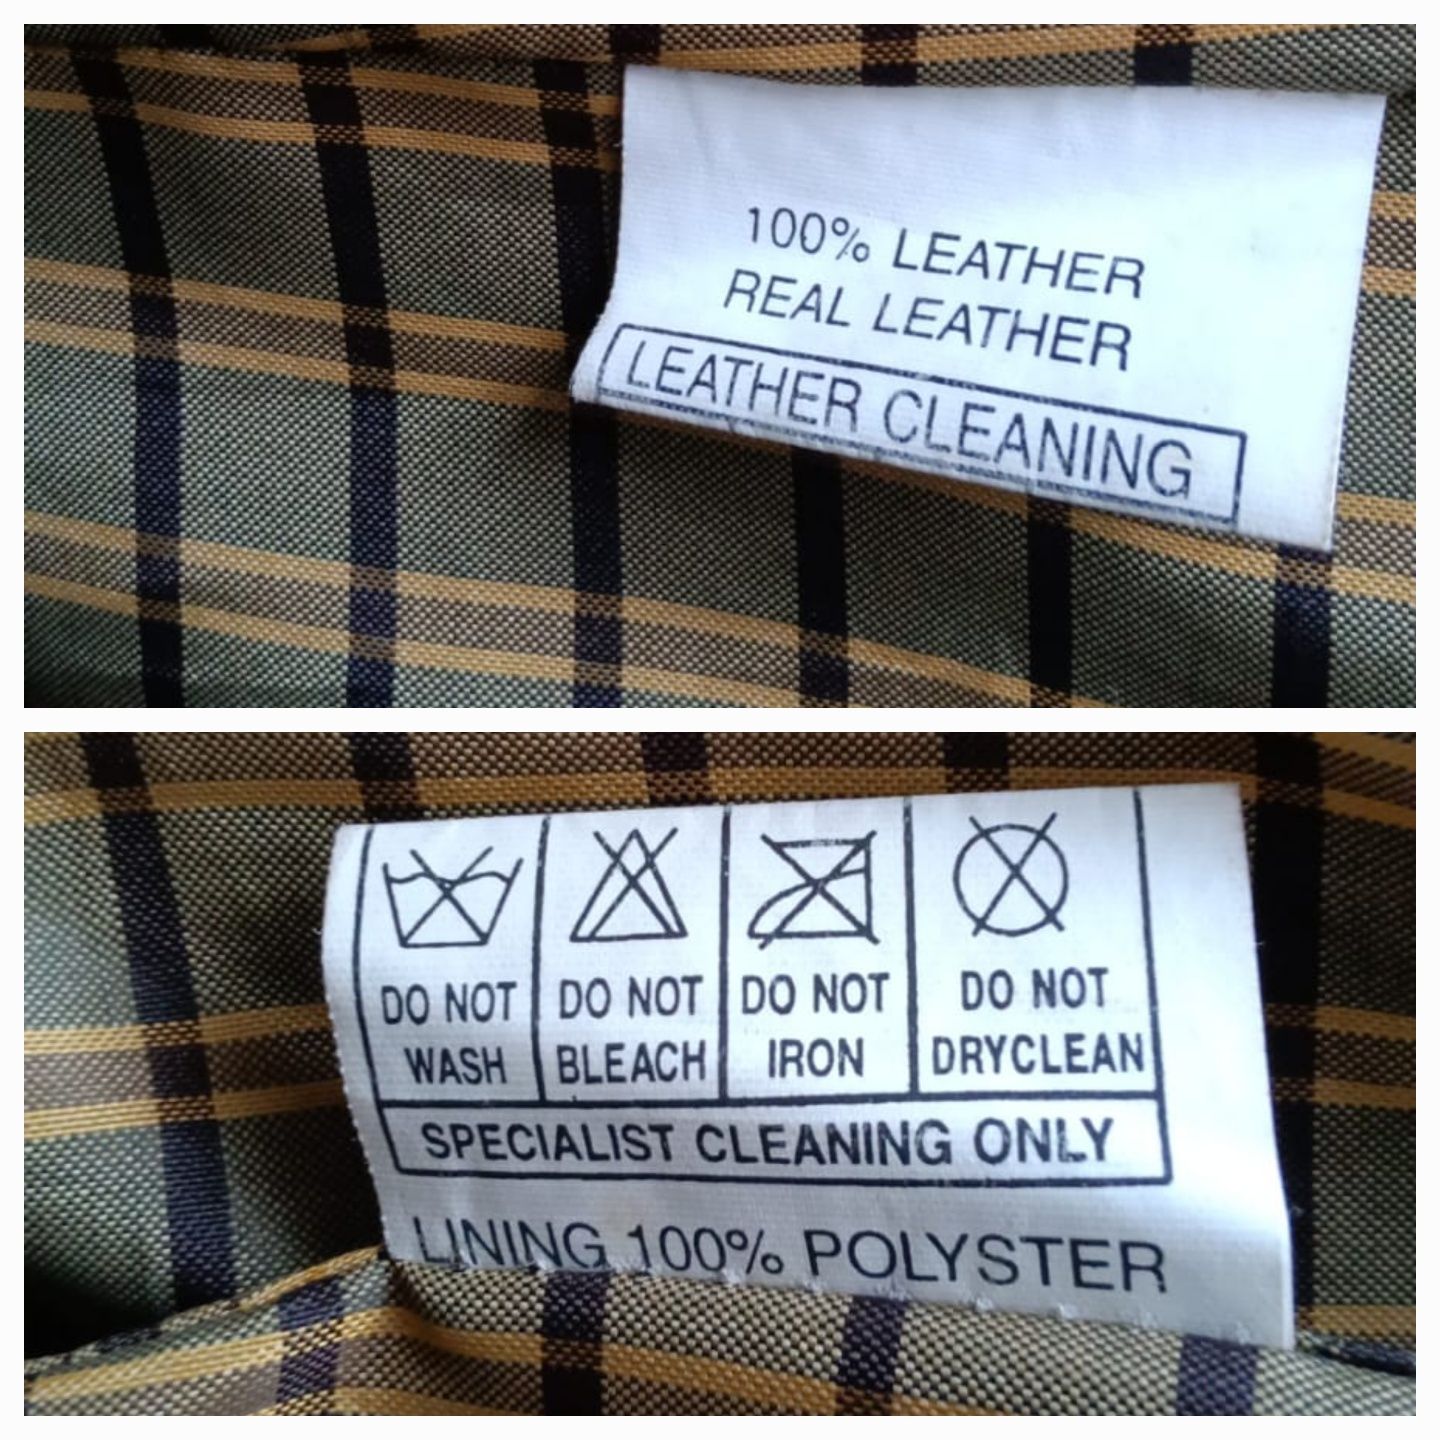 100% LEATHER
REAL LEATHER
LEATHER CLEANING
DO NOT WASH
DO NOT BLEACH
DO NOT IRON
DO NOT DRYCLEAN
SPECIALIST CLEANING ONLY
LINING 100% POLYSTER